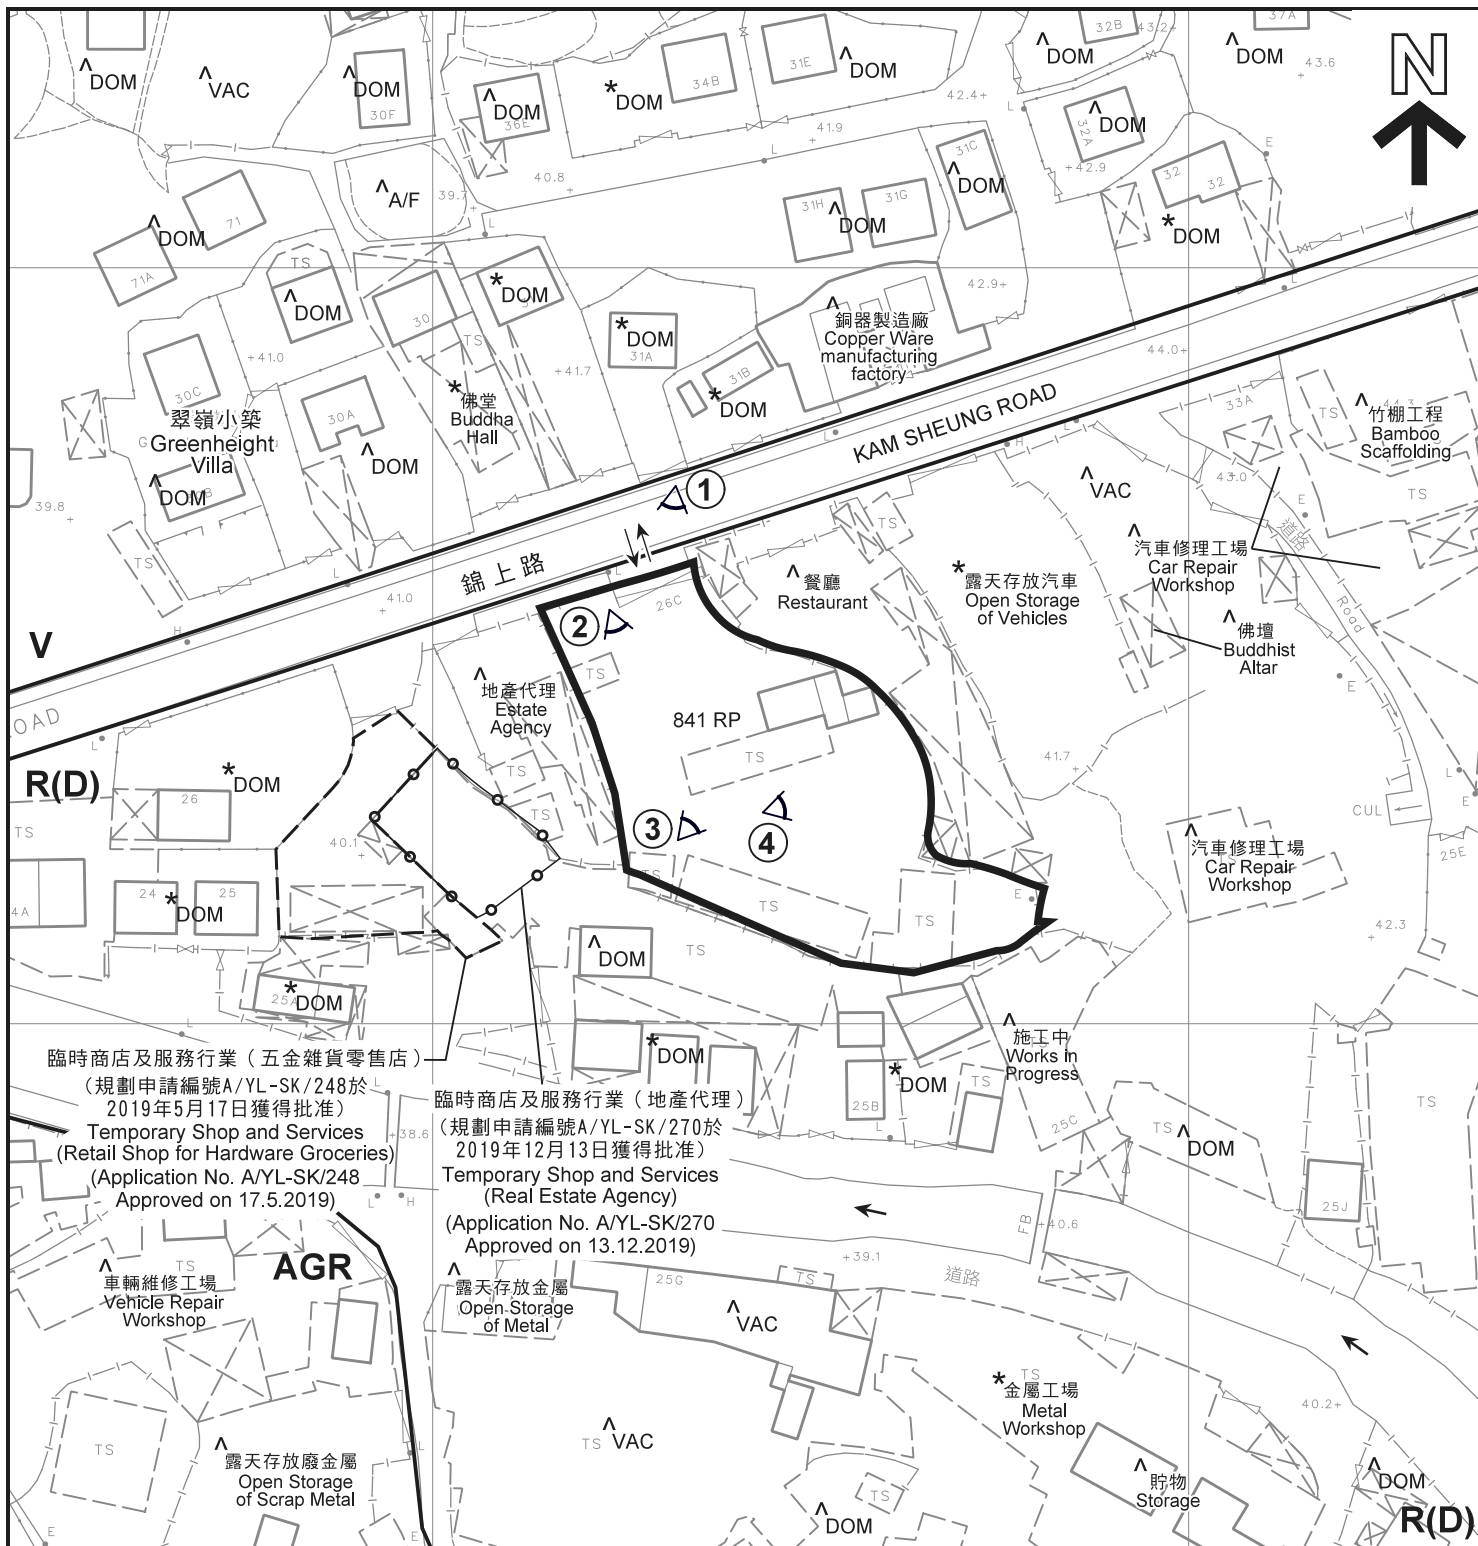 DOM
VAC
DOM
30F
DOM
36E
DOM
34B
31E
DOM
DOM
32B
43.2+
37A
DOM
43.6
N
42.4+
41.9
DOM
32A
+42.9
40.8
A/F
39.7
31C
DOM
31H
31G
DOM
32
32
DOM
DOM
71
71A
TS
DOM
30
DOM
TS
42.9+
銅器製造廠
Copper Ware
manufacturing
factory
DOM
31A
31B
DOM
+41.0
+41.7
44.0+
30C
翠嶺小築
Greenheight
Villa
30A
DOM
DOM
佛堂
Buddha
Hall
KAM SHEUNG ROAD
33A
TS
竹棚工程
Bamboo
Scaffolding
TS
43.0
VAC
39.8
TS
1
道路
Road
汽車修理工場
Car Repair
Workshop
錦上路
41.0
26C
餐廳
Restaurant
TS
露天存放汽車
Open Storage
of Vehicles
佛壇
Buddhist
Altar
V
2
TS
地產代理
Estate
Agency
841 RP
TS
OAD
41.7
R(D)
DOM
26
TS
TS
TS
3
4
40.1
CUL
汽車修理工場
Car Repair
Workshop
25E
24
25
DOM
4A
TS
TS
TS
TS
42.3
DOM
25A
DOM
DOM
施工中
Works in
Progress
DOM
25B
TS
25C
臨時商店及服務行業（五金雜貨零售店）
（規劃申請編號A/YL-SK/248於
2019年5月17日獲得批准）
Temporary Shop and Services
(Retail Shop for Hardware Groceries)
(Application No. A/YL-SK/248
Approved on 17.5.2019)
臨時商店及服務行業（地產代理）
（規劃申請編號A/YL-SK/270於
2019年12月13日獲得批准）
Temporary Shop and Services
(Real Estate Agency)
(Application No. A/YL-SK/270
Approved on 13.12.2019)
+38.6
TS
DOM
TS
25J
FB
+40.6
+39.1
道路
AGR
TS
車輛維修工場
Vehicle Repair
Workshop
露天存放金屬
Open Storage
of Metal
25G
TS
VAC
TS
金屬工場
Metal
Workshop
40.2+
TS
露天存放廢金屬
Open Storage
of Scrap Metal
TS
VAC
TS
DOM
貯物
Storage
DOM
R(D)